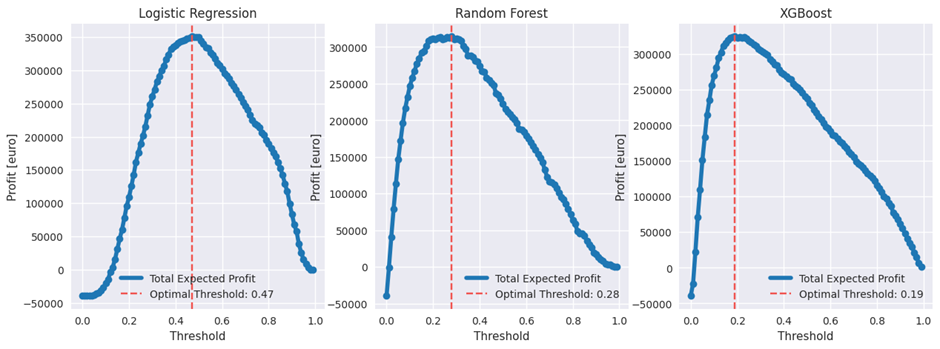 Logistic Regression
Profit [euro]
350000
300000
250000
200000
150000
100000
50000
0
−50000
Total Expected Profit
Optimal Threshold: 0.47
0.0 0.2 0.4 0.6 0.8 1.0
Threshold
Random Forest
Profit [euro]
300000
250000
200000
150000
100000
50000
0
−50000
Total Expected Profit
Optimal Threshold: 0.28
0.0 0.2 0.4 0.6 0.8 1.0
Threshold
XGBoost
Profit [euro]
300000
250000
200000
150000
100000
50000
0
−50000
Total Expected Profit
Optimal Threshold: 0.19
0.0 0.2 0.4 0.6 0.8 1.0
Threshold